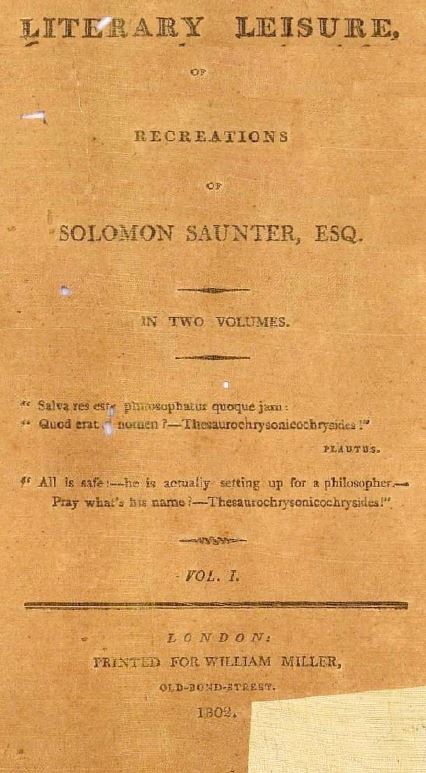 LITERARY LEISURE,
OF
RECREATIONS
OF
SOLOMON SAUNTER, ESQ.
IN TWO VOLUMES.
“ Salva res est, philosophatur quoque jam:
“ Quod erat ei nomen?—Thesaurochrysonicochrysides!”
PLAUTUS.
“ All is safe:—he is actually setting up for a philosopher.—
Pray what's his name?—Thesaurochrysonicochrysides!”
VOL. I.
LONDON:
PRINTED FOR WILLIAM MILLER,
OLD-BOND-STREET.
1802.